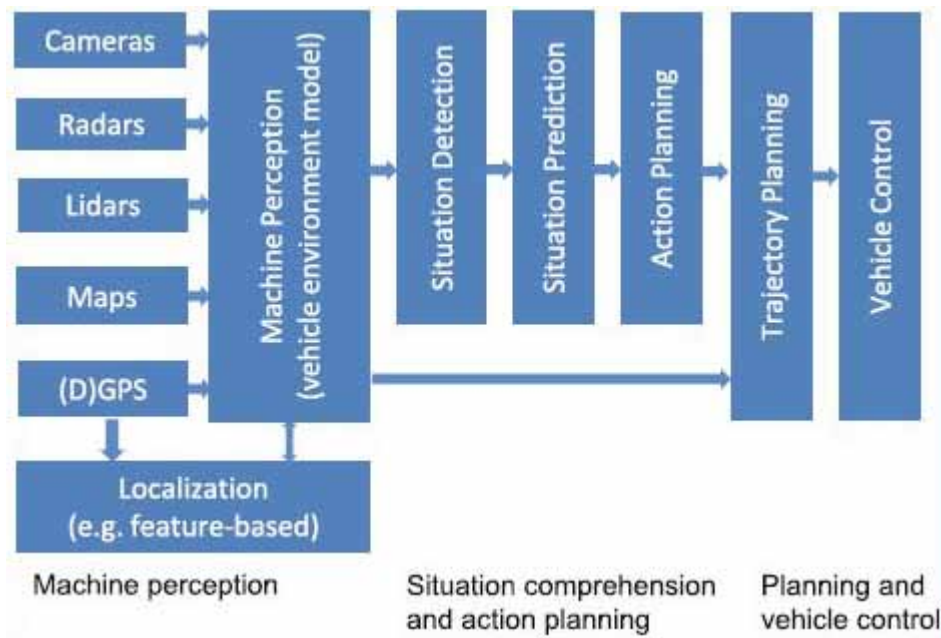 Cameras
Radars
Lidars
Maps
(D)GPS
Localization
(e.g. feature-based)
Machine Perception
(vehicle environment model)
Situation Detection
Situation Prediction
Action Planning
Trajectory Planning
Vehicle Control
Machine perception
Situation comprehension
and action planning
Planning and
vehicle control